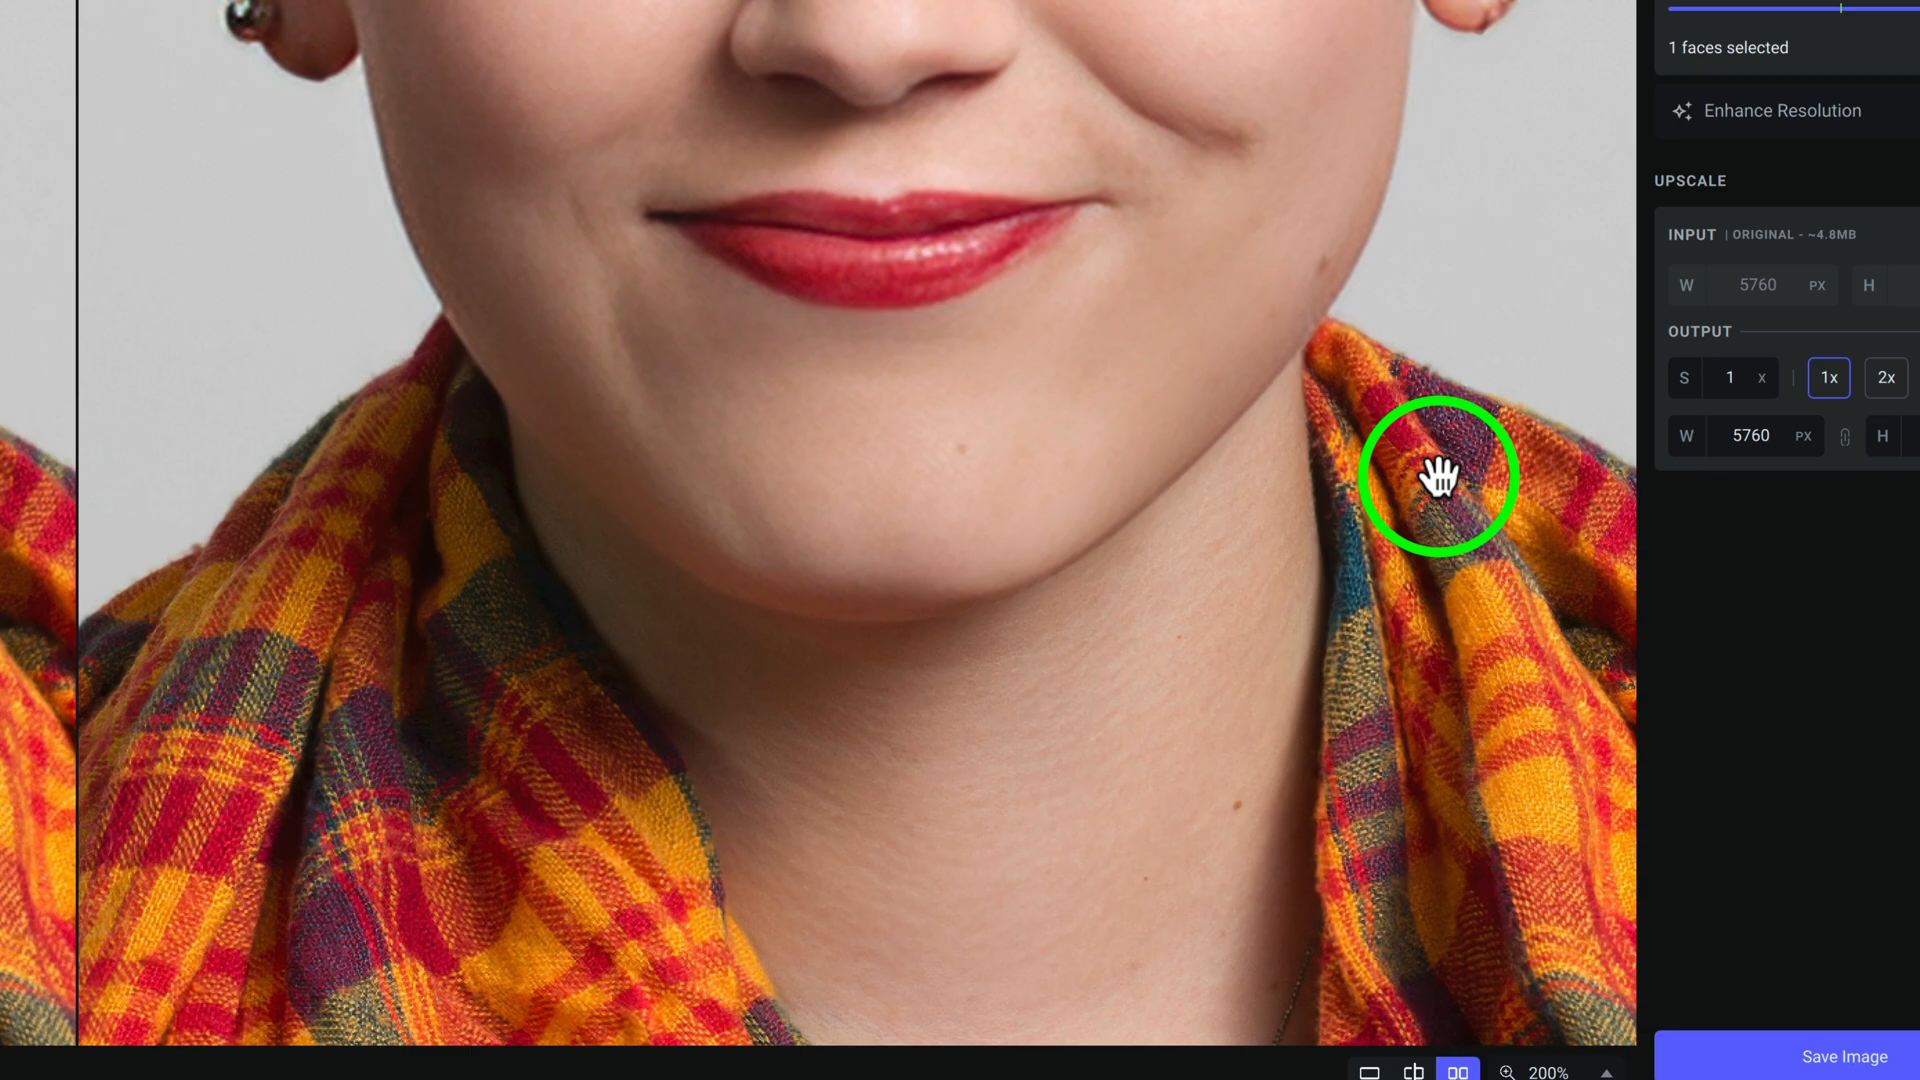 1 faces selected
Enhance Resolution
UPSCALE
INPUT | ORIGINAL - ~4.8MB
W 5760 PX H
OUTPUT
S 1 x | 1x 2x
W 5760 PX H
Save Image
200%